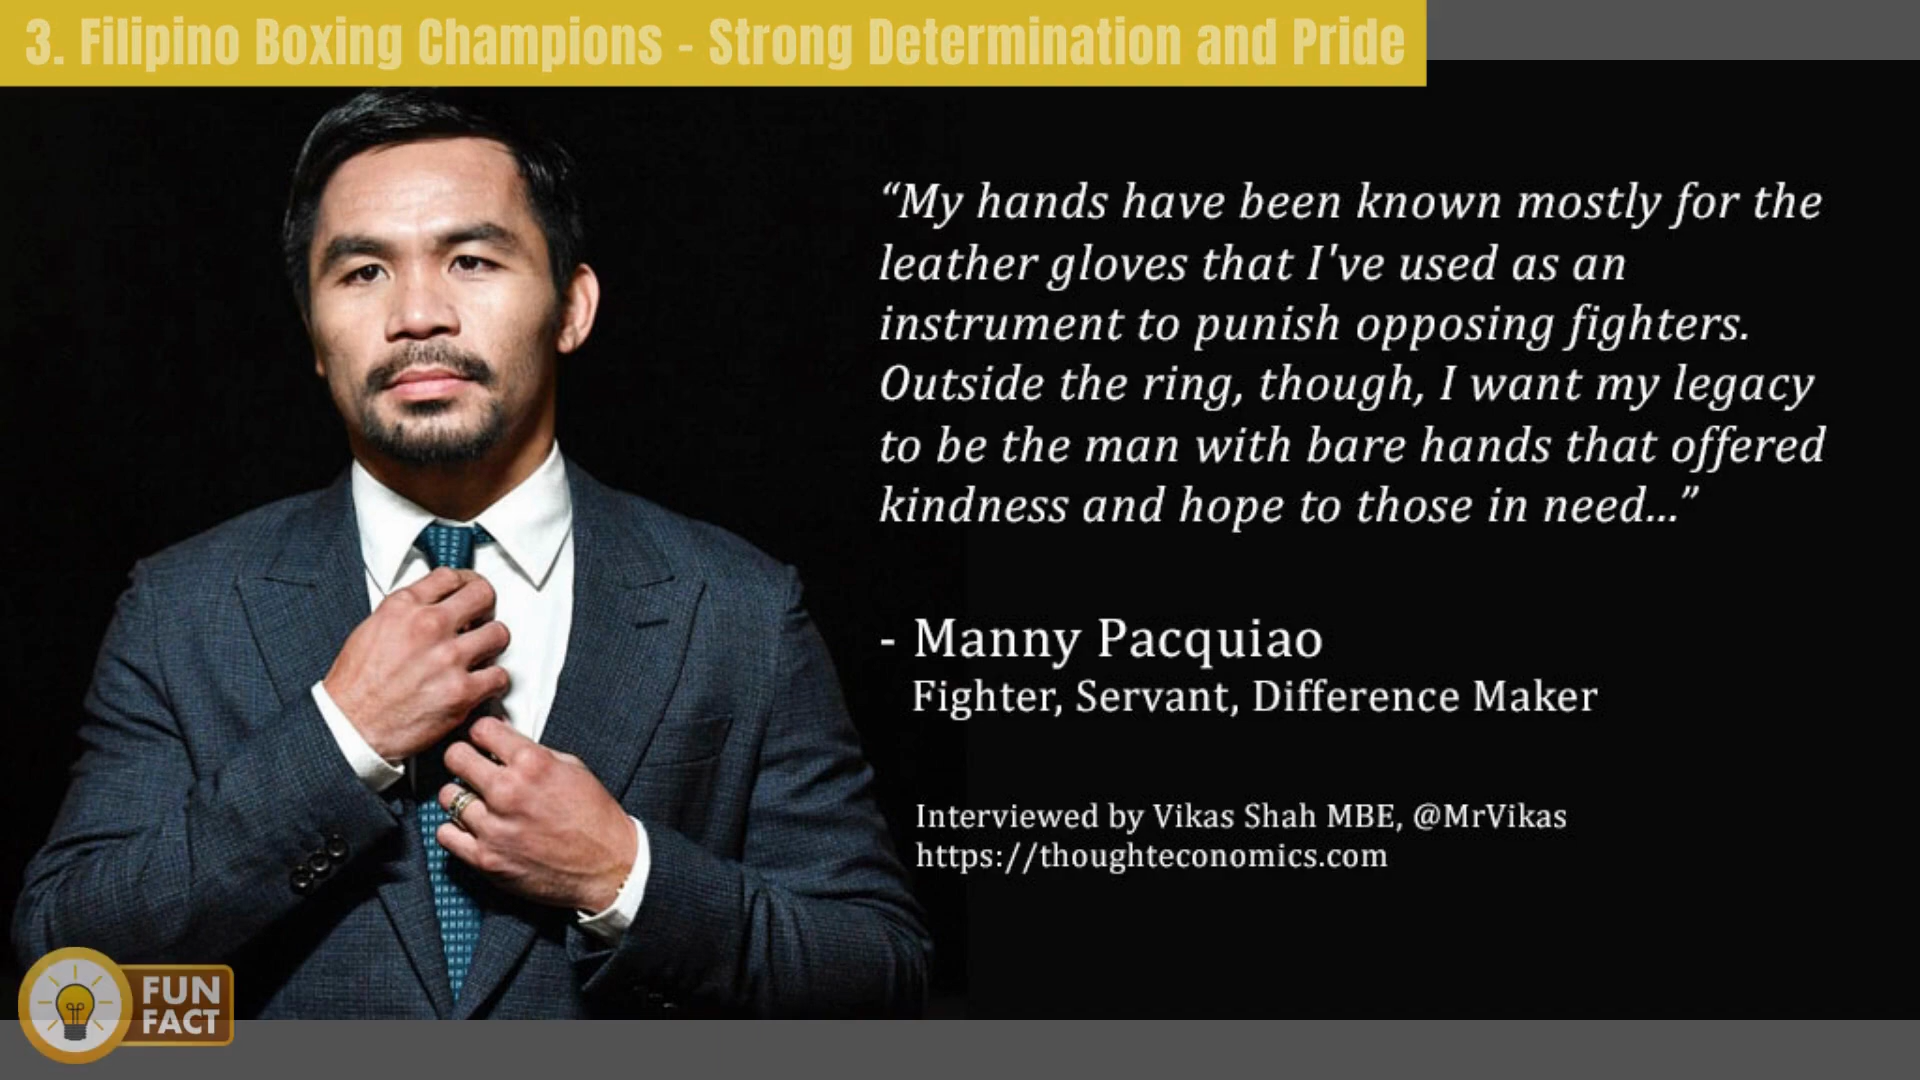 3. Filipino Boxing Champions - Strong Determination and Pride
“My hands have been known mostly for the
leather gloves that I've used as an
instrument to punish opposing fighters.
Outside the ring, though, I want my legacy
to be the man with bare hands that offered
kindness and hope to those in need...”
- Manny Pacquiao
Fighter, Servant, Difference Maker
Interviewed by Vikas Shah MBE, @MrVikas
https://thoughteconomics.com
FUN
FACT